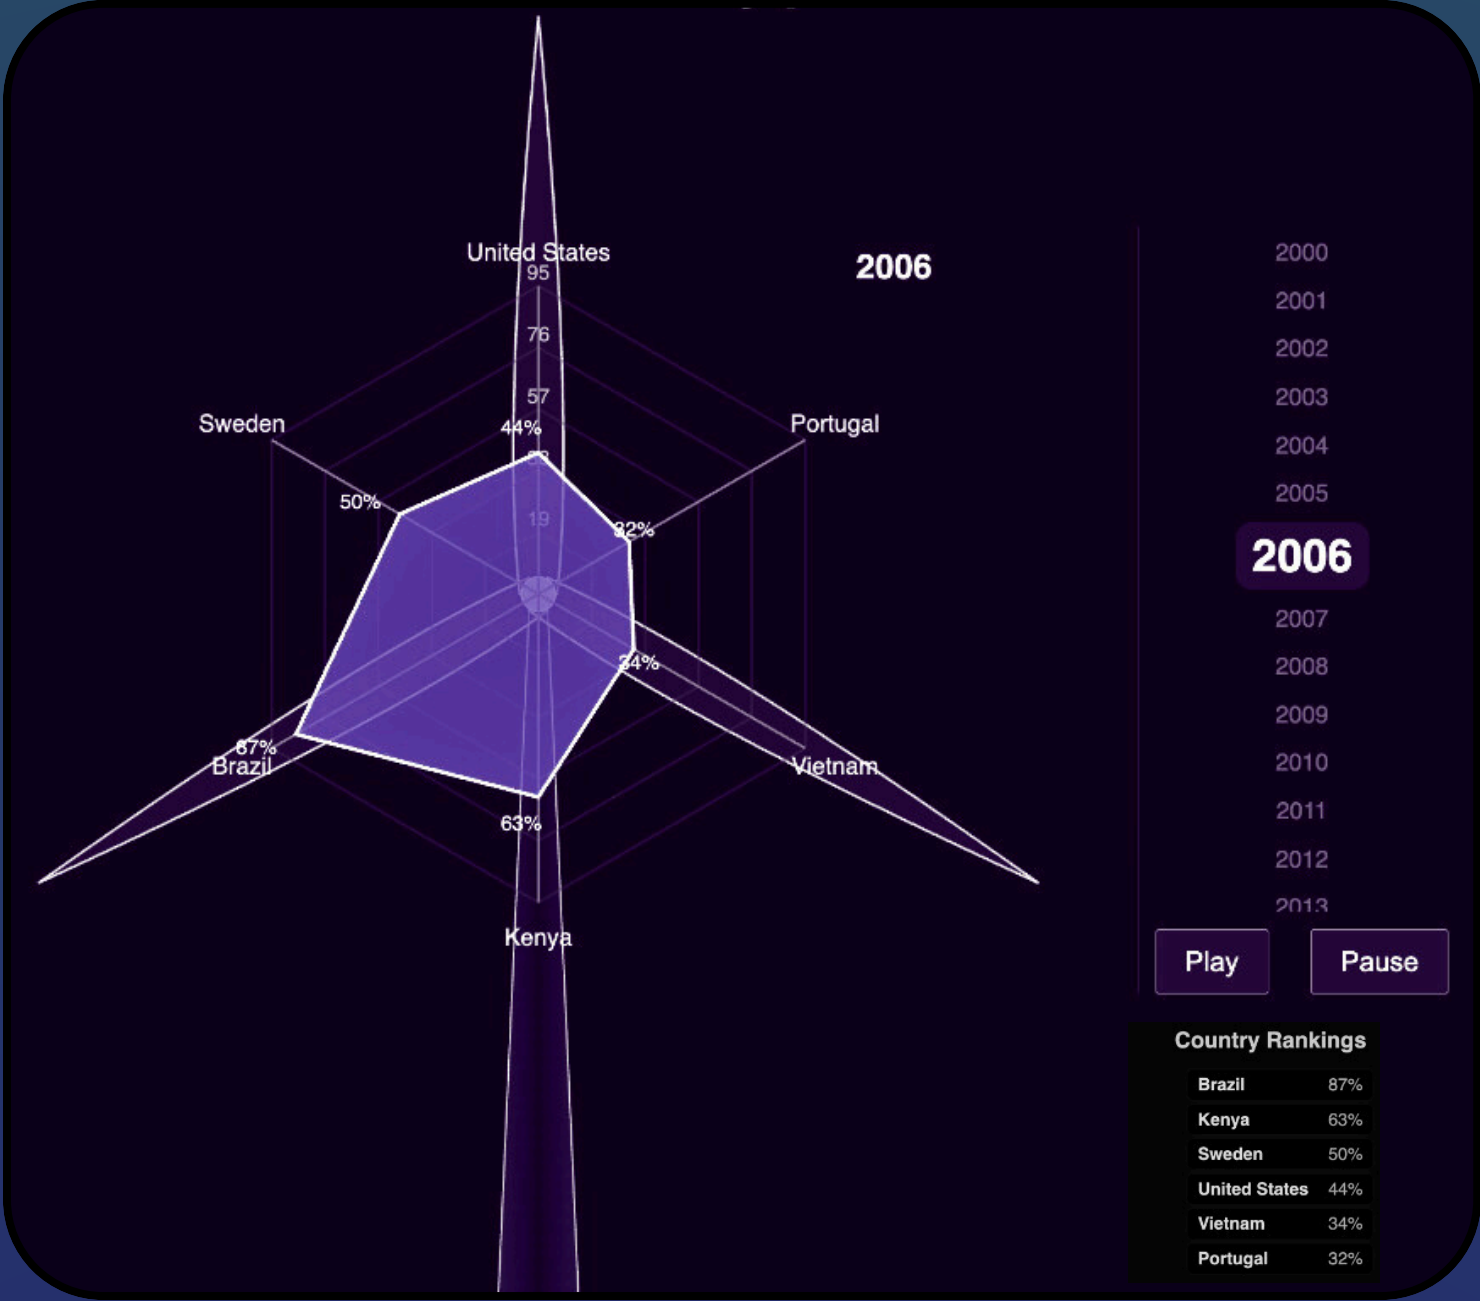 United States
95
76
57
44%
38
19
Sweden
50%
Portugal
32%
34%
Vietnam
87%
Brazil
63%
Kenya
2006
2000
2001
2002
2003
2004
2005
2006
2007
2008
2009
2010
2011
2012
2013
Play Pause
Country Rankings
Brazil 87%
Kenya 63%
Sweden 50%
United States 44%
Vietnam 34%
Portugal 32%